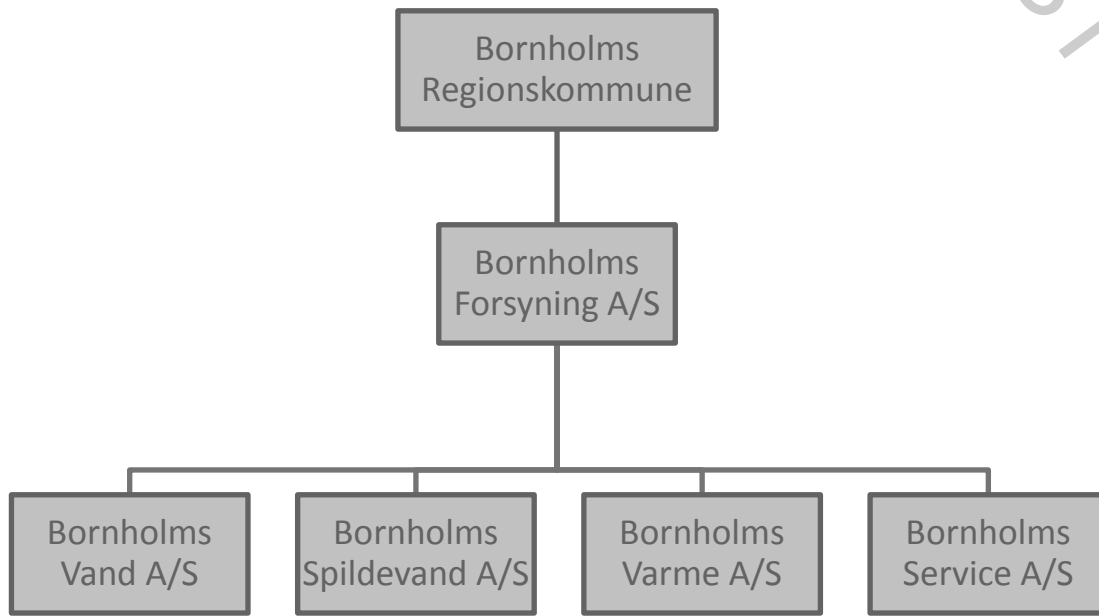 Bornholms
Regionskommune
Bornholms
Forsyning A/S
Bornholms
Vand A/S
Bornholms
Spildevand A/S
Bornholms
Varme A/S
Bornholms
Service A/S